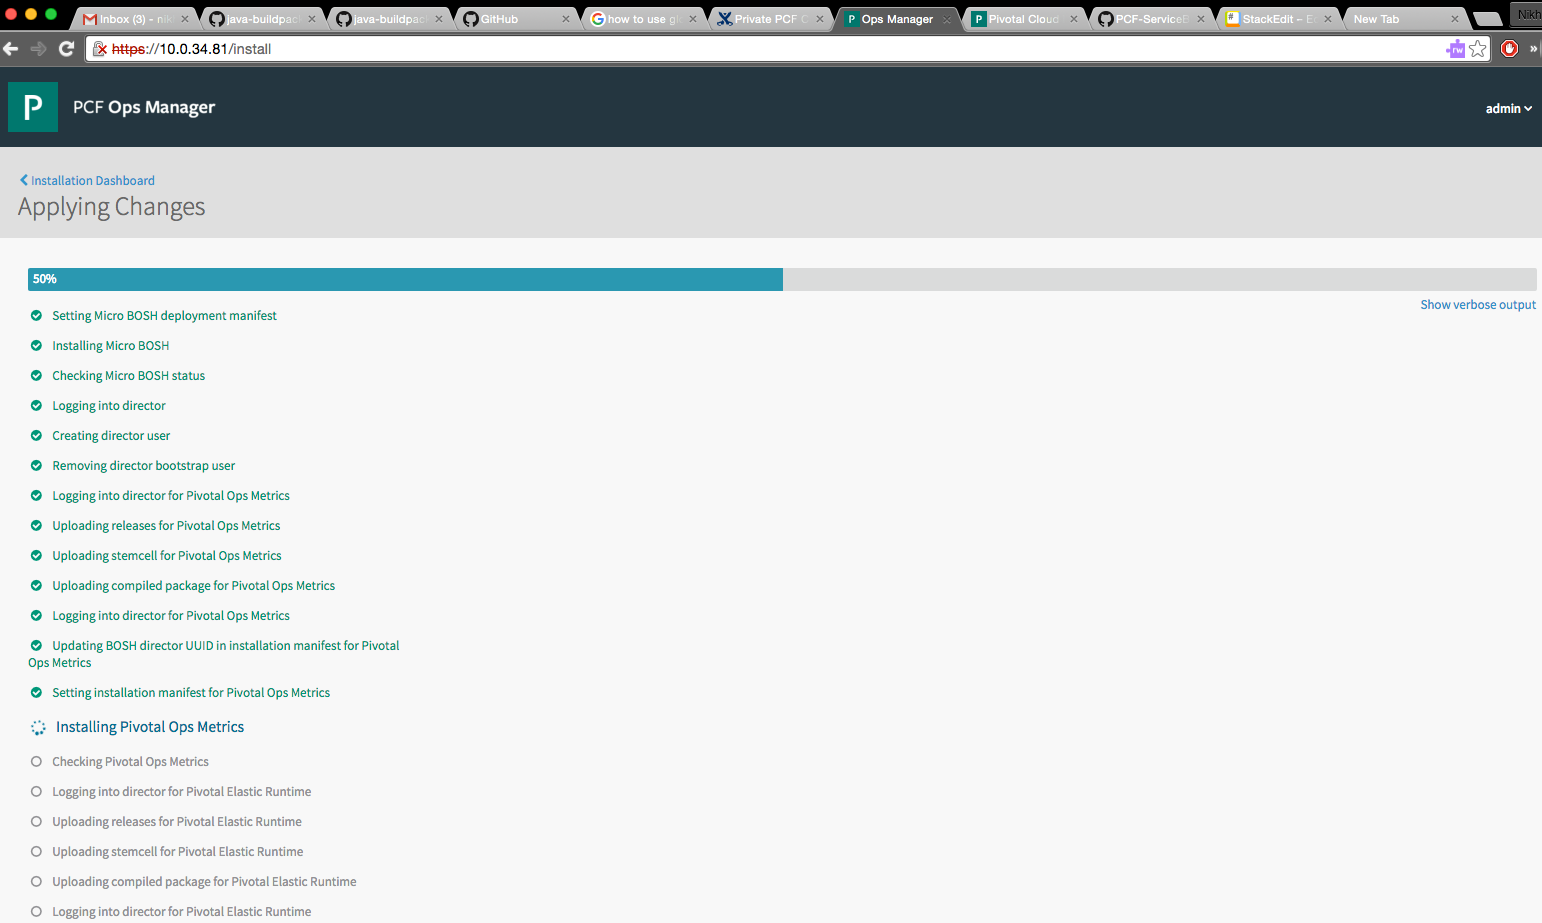 Inbox (3) - nik
java-buildpac
java-buildpac
GitHub
how to use gi
Private PCF C
Ops Manager
Pivotal Cloud
PCF-ServiceB
StackEdit – E
New Tab
Nikh
https://10.0.34.81/install
rw
»
P
PCF Ops Manager
admin
Installation Dashboard
Applying Changes
50%
Show verbose output
Setting Micro BOSH deployment manifest
Installing Micro BOSH
Checking Micro BOSH status
Logging into director
Creating director user
Removing director bootstrap user
Logging into director for Pivotal Ops Metrics
Uploading releases for Pivotal Ops Metrics
Uploading stemcell for Pivotal Ops Metrics
Uploading compiled package for Pivotal Ops Metrics
Logging into director for Pivotal Ops Metrics
Updating BOSH director UUID in installation manifest for Pivotal
Ops Metrics
Setting installation manifest for Pivotal Ops Metrics
Installing Pivotal Ops Metrics
Checking Pivotal Ops Metrics
Logging into director for Pivotal Elastic Runtime
Uploading releases for Pivotal Elastic Runtime
Uploading stemcell for Pivotal Elastic Runtime
Uploading compiled package for Pivotal Elastic Runtime
Logging into director for Pivotal Elastic Runtime